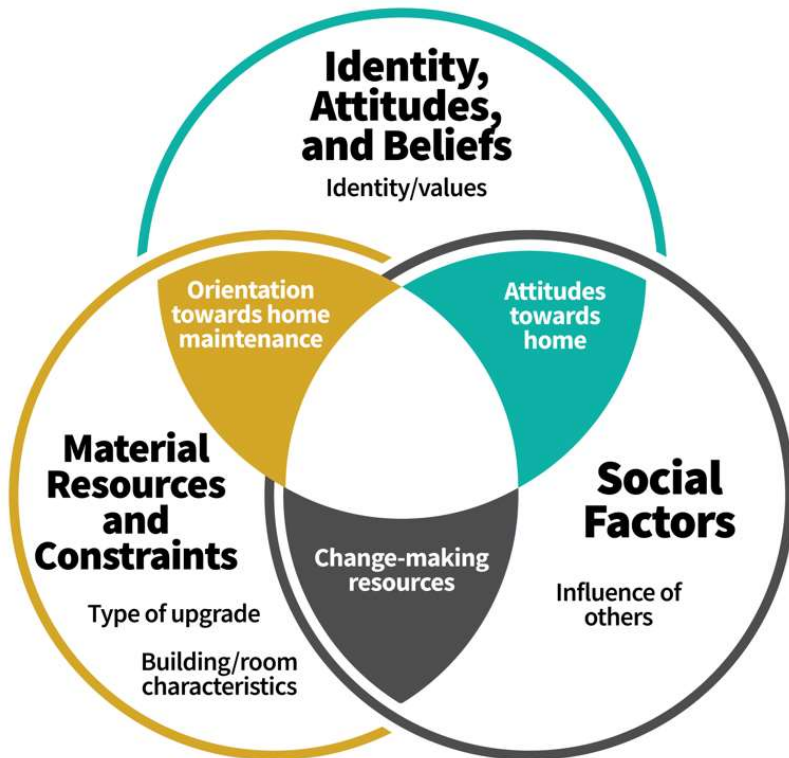 Identity,
Attitudes,
and Beliefs
Identity/values
Orientation
towards home
maintenance
Attitudes
towards
home
Material
Resources
and
Constraints
Type of upgrade
Building/room
characteristics
Change-making
resources
Social
Factors
Influence of
others